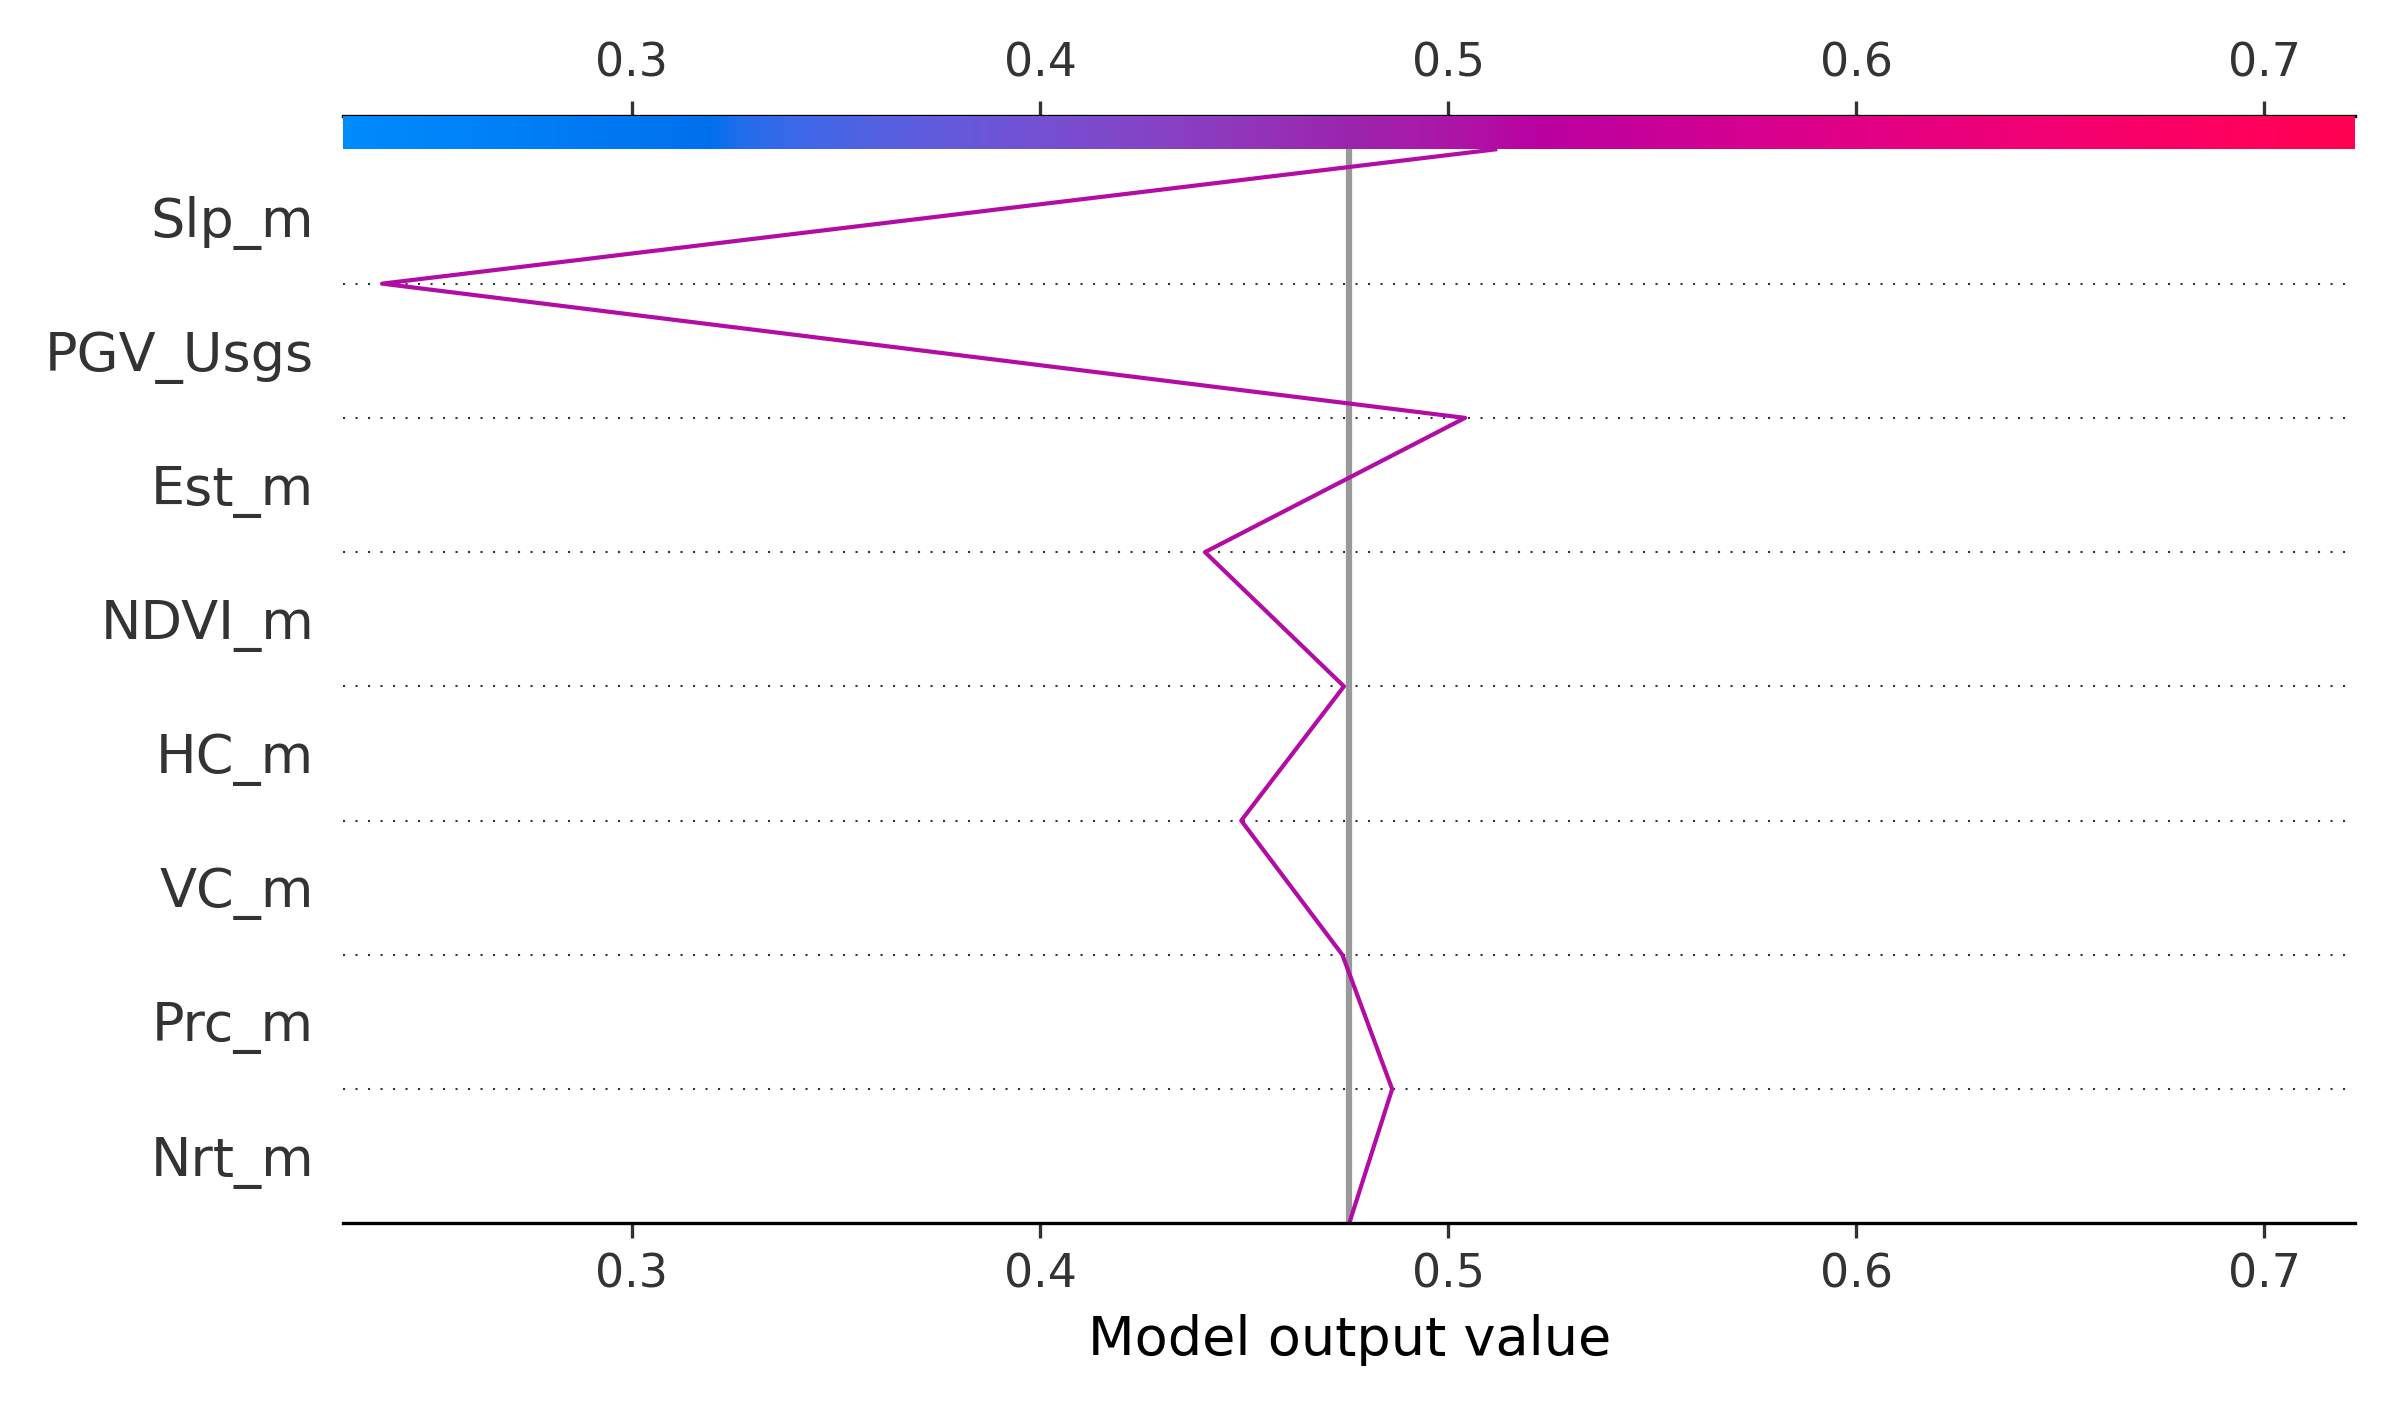 0.3 0.4 0.5 0.6 0.7
Slp_m
PGV_Usgs
Est_m
NDVI_m
HC_m
VC_m
Prc_m
Nrt_m
0.3 0.4 0.5 0.6 0.7
Model output value